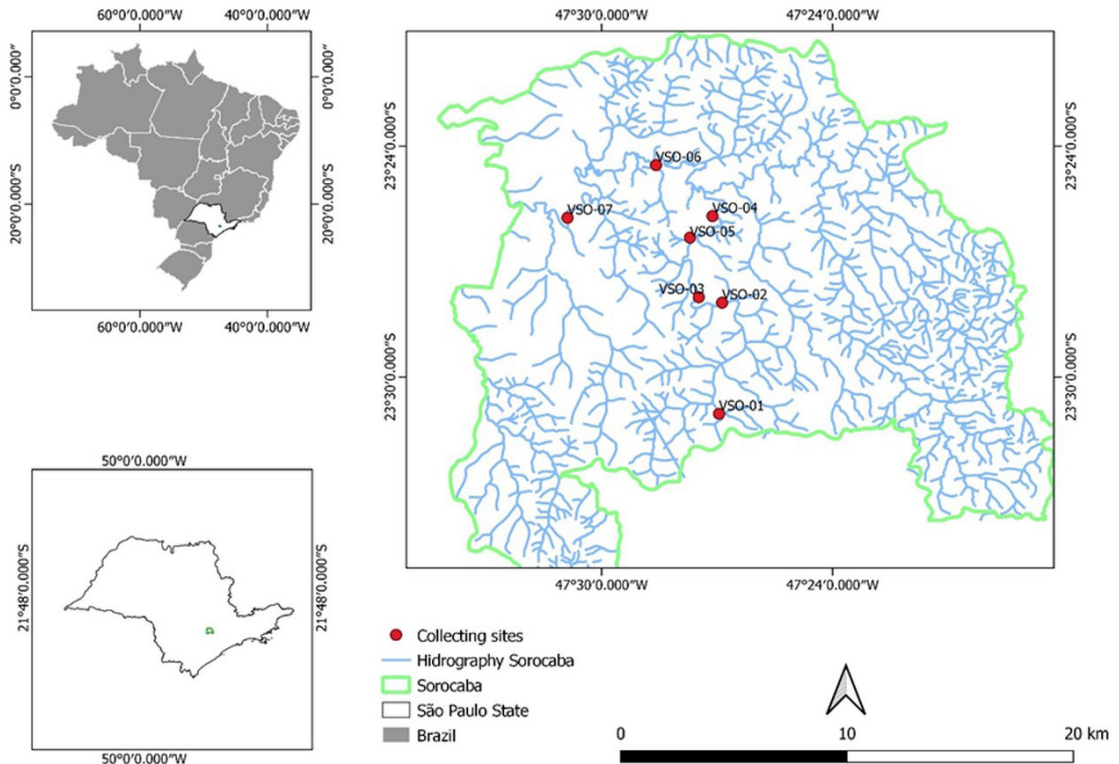 60°0'0.000"W 40°0'0.000"W
0°0'0.000"S 0°0'0.000"S
20°0'0.000"S 20°0'0.000"S
60°0'0.000"W 40°0'0.000"W
47°30'0.000"W 47°24'0.000"W
23°24'0.000"S 23°24'0.000"S
VSO-06
VSO-07
VSO-04
VSO-05
VSO-03
VSO-02
23°30'0.000"S 23°30'0.000"S
VSO-01
47°30'0.000"W 47°24'0.000"W
50°0'0.000"W
21°48'0.000"S 21°48'0.000"S
50°0'0.000"W
Collecting sites
Hidrography Sorocaba
Sorocaba
São Paulo State
Brazil
0 10 20 km